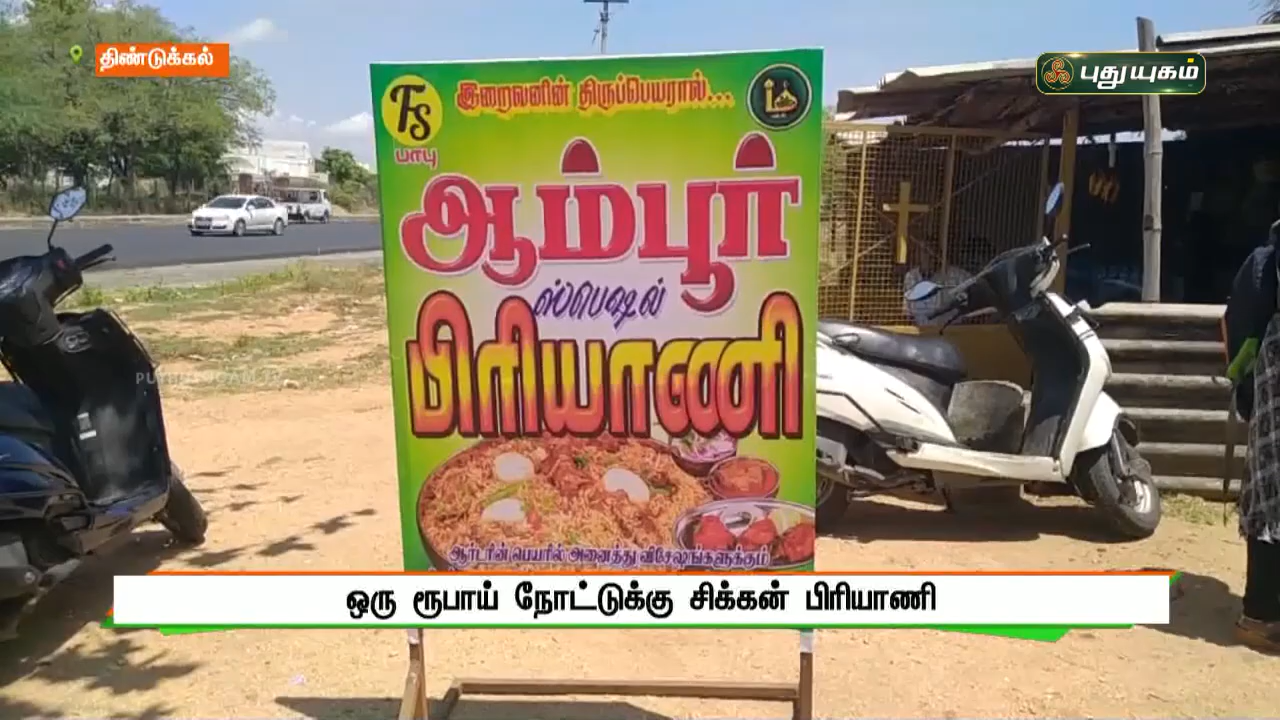 திண்டுக்கல்
புதுயுகம்
FS
பாபு
இறைவனின் திருப்பெயரால்...
ஆம்பூர்
ஸ்பெஷல்
பிரியாணி
ஆர்டரின் பெயரில் அனைத்து விசேஷங்களுக்கும்
ஒரு ரூபாய் நோட்டுக்கு சிக்கன் பிரியாணி